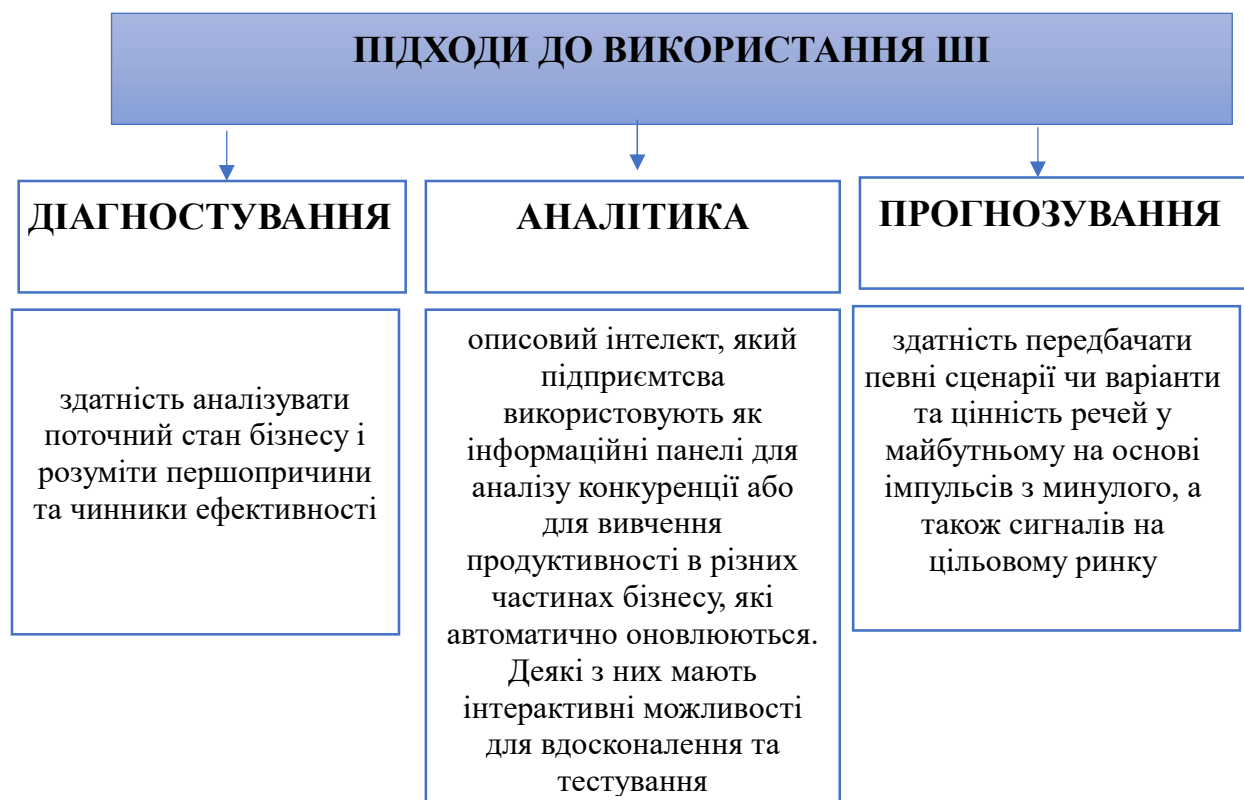 ПІДХОДИ ДО ВИКОРИСТАННЯ ШІ
ДІАГНОСТУВАННЯ
здатність аналізувати
поточний стан бізнесу і
розуміти першопричини
та чинники ефективності
АНАЛІТИКА
описовий інтелект, який
підприємтсва
використовують як
інформаційні панелі для
аналізу конкуренції або
для вивчення
продуктивності в різних
частинах бізнесу, які
автоматично оновлюються.
Деякі з них мають
інтерактивні можливості
для вдосконалення та
тестування
ПРОГНОЗУВАННЯ
здатність передбачати
певні сценарії чи варіанти
та цінність речей у
майбутньому на основі
імпульсів з минулого, а
також сигналів на
цільовому ринку